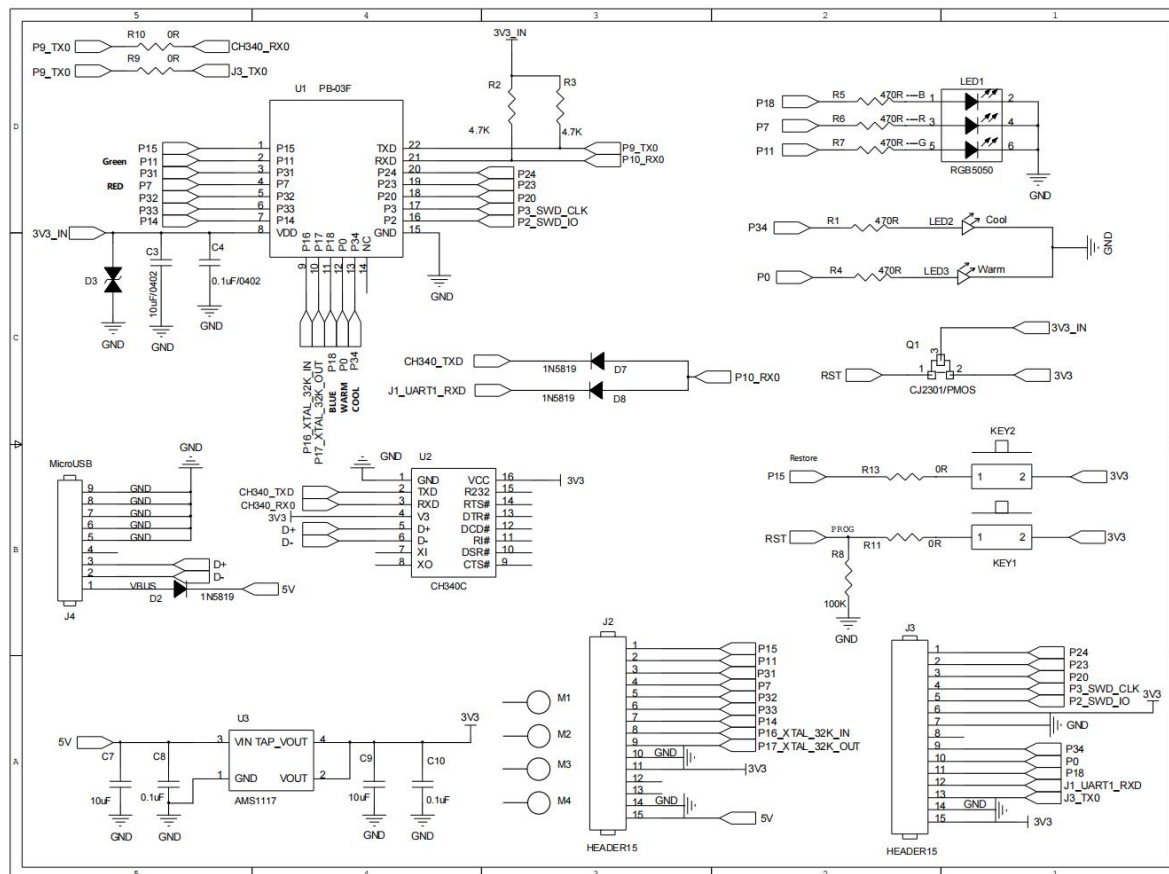 5 4 3 2 1
P9_TX0 R10 0R CH340_RX0
P9_TX0 R9 0R J3_TX0
U1 PB-03F
3V3_IN
R2 R3
4.7K 4.7K
P15 1 P15 TXD 22 P9_TX0
Green P11 2 P11 RXD 21 P10_RX0
P31 3 P31 P24 20 P24
RED P7 4 P7 P23 19 P23
P32 5 P32 P20 18 P20
P33 6 P33 P3 17 P3_SWD_CLK
P14 7 P14 P2 16 P2_SWD_IO
3V3_IN 8 VDD GND 15
P16 P17 P18 P0 P34 NC
9 10 11 12 13 14
P16_XTAL_32K_IN
P17_XTAL_32K_OUT
P18 BLUE
P0 WARM
P34 COOL
D3
C3 10uF/0402
C4 0.1uF/0402
GND GND GND
GND
LED1
P18 R5 470R ----B 1 2
P7 R6 470R ----R 3 4
P11 R7 470R ----G 5 6
RGB5050
GND
P34 R1 470R LED2 Cool
P0 R4 470R LED3 Warm
GND
CH340_TXD 1N5819 D7
J1_UART1_RXD 1N5819 D8
P10_RX0
3V3_IN
Q1 3
RST 1 2 3V3
CJ2301/PMOS
MicroUSB
GND
9 GND
8 GND
7 GND
6 GND
5 GND
4
3 D+
2 D-
1 VBUS D2 1N5819 5V
J4
GND U2
1 GND VCC 16 3V3
CH340_TXD 2 TXD R232 15
CH340_RX0 3 RXD RTS# 14
3V3 4 V3 DTR# 13
D+ 5 D+ DCD# 12
D- 6 D- RI# 11
7 XI DSR# 10
8 XO CTS# 9
CH340C
KEY2
Restore
P15 R13 0R 1 2 3V3
RST PROG R11 0R 1 2 3V3
KEY1
R8
100K
GND
U3
5V 3 VIN TAP_VOUT 4 3V3
1 GND VOUT 2
AMS1117
C7 10uF
C8 0.1uF
C9 10uF
C10 0.1uF
GND GND GND GND
M1
M2
M3
M4
J2
1 P15
2 P11
3 P31
4 P7
5 P32
6 P33
7 P14
8 P16_XTAL_32K_IN
9 P17_XTAL_32K_OUT
10 GND
11 3V3
12
13
14 GND
15 5V
HEADER15
J3
1 P24
2 P23
3 P20
4 P3_SWD_CLK
5 P2_SWD_IO
6 3V3
7 GND
8
9 P34
10 P0
11 P18
12 J1_UART1_RXD
13 J3_TX0
14 GND
15 3V3
HEADER15
D
C
B
A
D
C
B
A